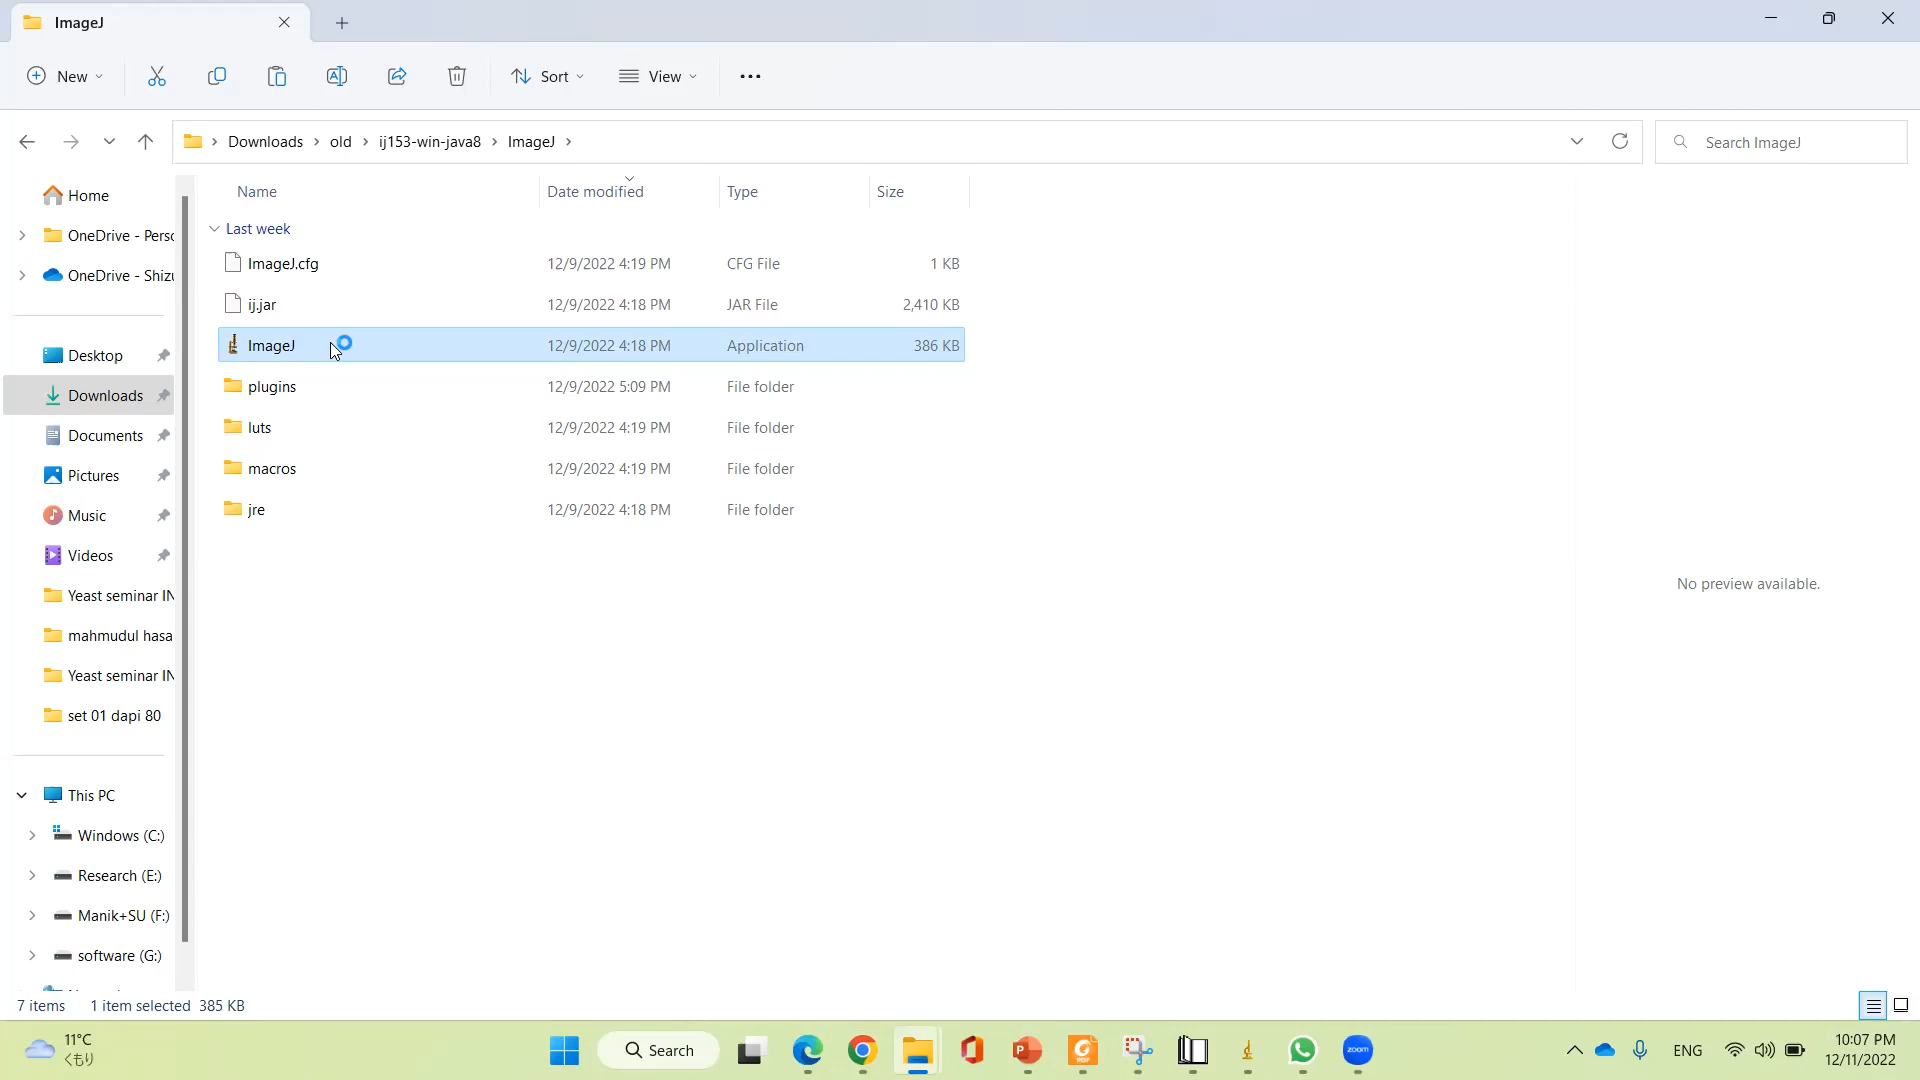 ImageJ
New
Sort
View
Downloads
old
ij153-win-java8
ImageJ
Search ImageJ
Name
Date modified
Type
Size
Last week
ImageJ.cfg 12/9/2022 4:19 PM CFG File 1 KB
ij.jar 12/9/2022 4:18 PM JAR File 2,410 KB
ImageJ 12/9/2022 4:18 PM Application 386 KB
plugins 12/9/2022 5:09 PM File folder
luts 12/9/2022 4:19 PM File folder
macros 12/9/2022 4:19 PM File folder
jre 12/9/2022 4:18 PM File folder
Home
OneDrive - Perso
OneDrive - Shizu
Desktop
Downloads
Documents
Pictures
Music
Videos
Yeast seminar IN
mahmudul hasa
Yeast seminar IN
set 01 dapi 80
This PC
Windows (C:)
Research (E:)
Manik+SU (F:)
software (G:)
No preview available.
7 items 1 item selected 385 KB
11°C
くもり
Search
PDF
zoom
ENG
10:07 PM
12/11/2022